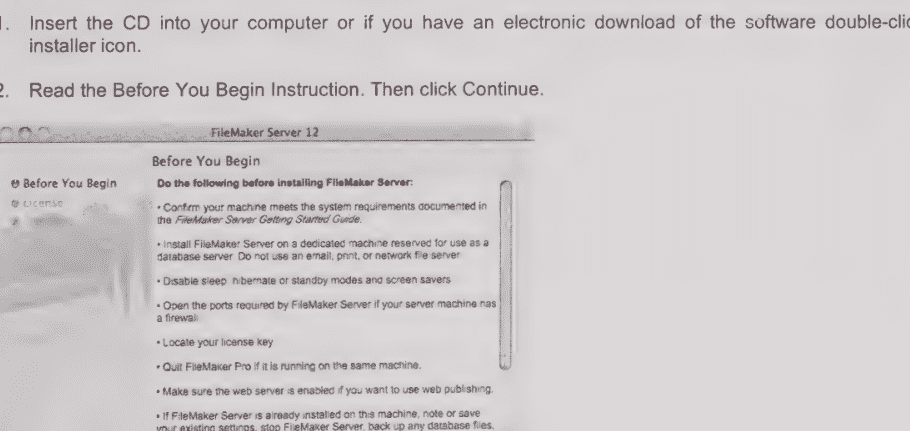 1. Insert the CD into your computer or if you have an electronic download of the software
installer icon.
2. Read the Before You Begin Instruction. Then click Continue.
FileMaker Server 12
Before You Begin
Before You Begin
Do the following before installing FileMaker Server:
License
• Confirm your machine meets the system requirements documented in
the FileMaker Server Getting Started Guide.
• Install FileMaker Server on a dedicated machine reserved for use as a
database server. Do not use an email, print, or network file server
• Disable sleep hibernate or standby modes and screen savers
• Open the ports required by FileMaker Server if your server machine has
a firewall
• Locate your license key
• Quit FileMaker Pro if it is running on the same machine.
• Make sure the web server is enabled if you want to use web publishing.
• If FileMaker Server is already installed on this machine, note or save
your existing settings, stop FileMaker Server, back up any database files,